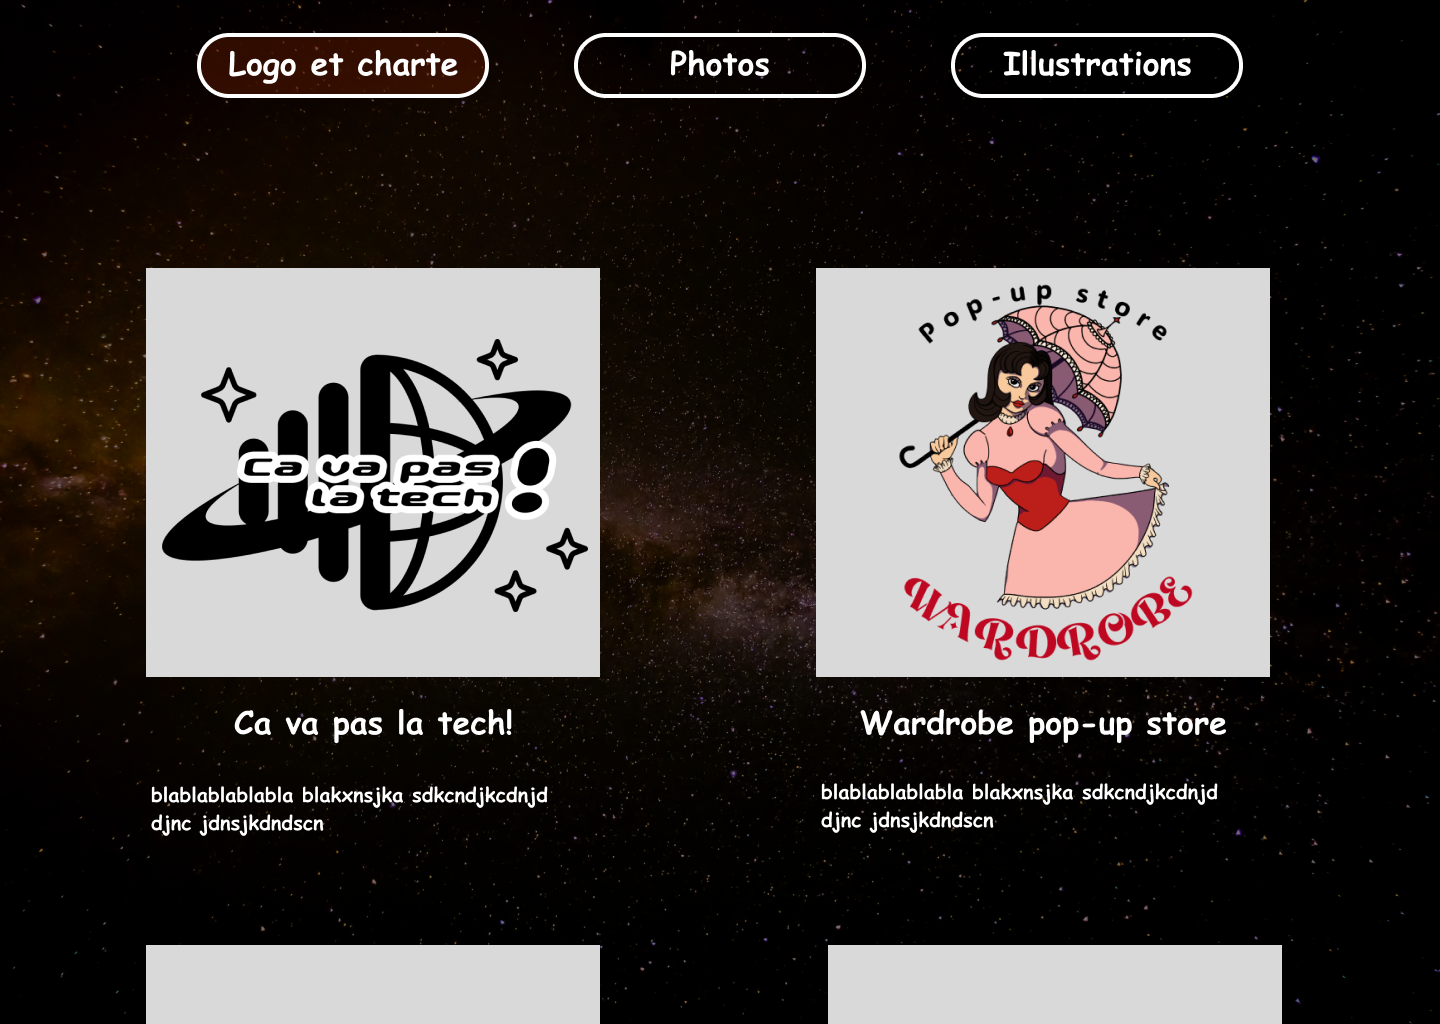 Logo et charte
Photos
Illustrations
Ca va pas
la tech !
Pop-up store
WARDROBE
Ca va pas la tech!
Wardrobe pop-up store
blablablablabla blakxnsjka sdkcndjkcdnjd
djnc jdnsjkdndscn
blablablablabla blakxnsjka sdkcndjkcdnjd
djnc jdnsjkdndscn